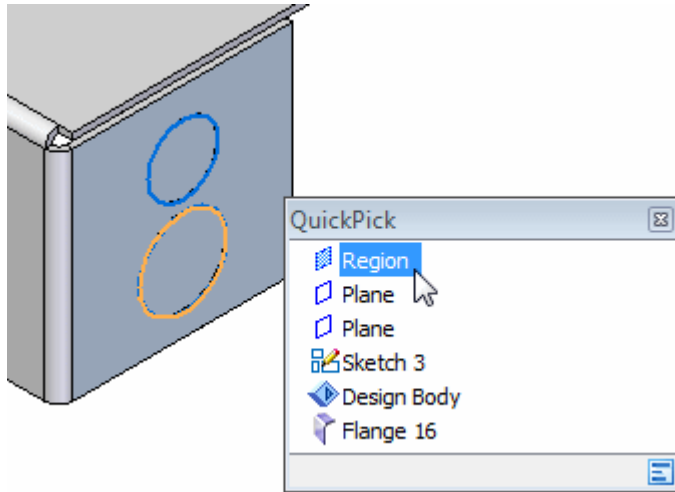 QuickPick
Region
Plane
Plane
Sketch 3
Design Body
Flange 16